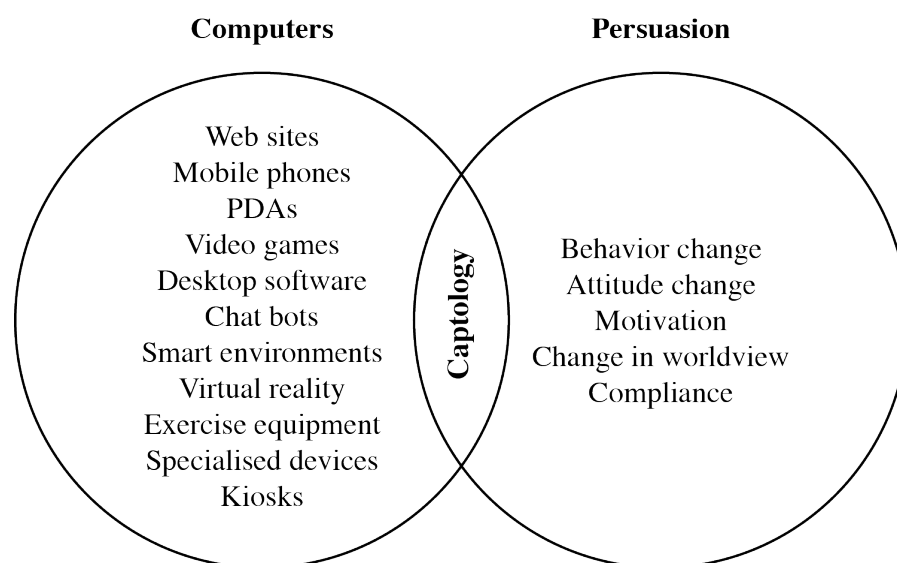 Computers
Persuasion
Web sites
Mobile phones
PDAs
Video games
Desktop software
Chat bots
Smart environments
Virtual reality
Exercise equipment
Specialised devices
Kiosks
Captology
Behavior change
Attitude change
Motivation
Change in worldview
Compliance